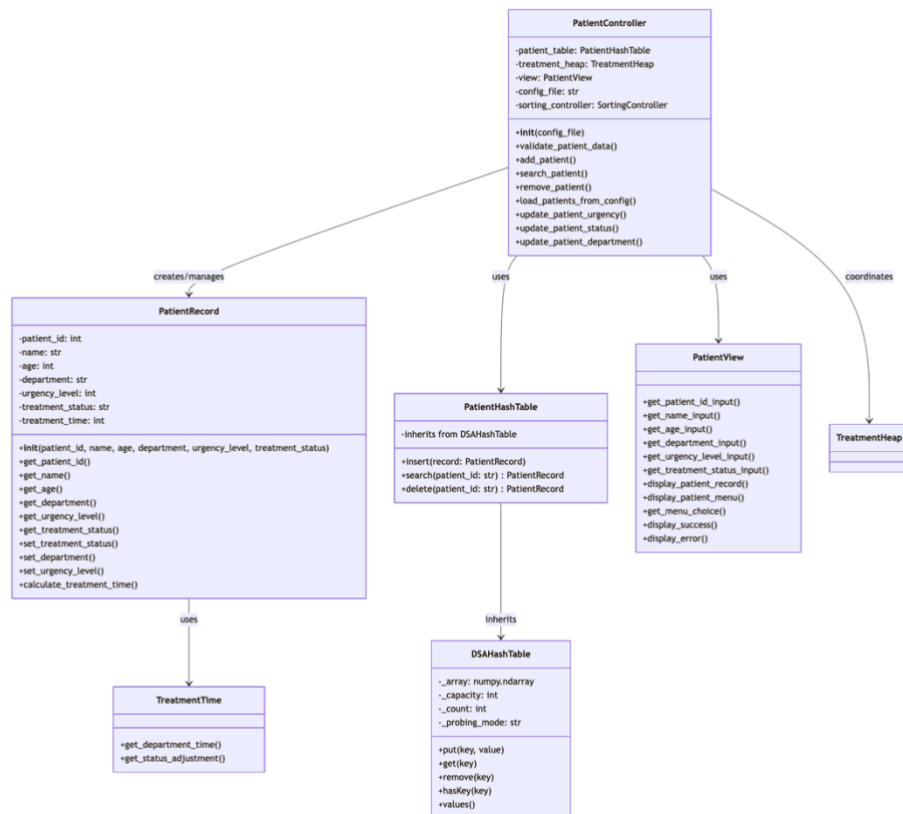 PatientController
-patient_table: PatientHashTable
-treatment_heap: TreatmentHeap
-view: PatientView
-config_file: str
-sorting_controller: SortingController
+init(config_file)
+validate_patient_data()
+add_patient()
+search_patient()
+remove_patient()
+load_patients_from_config()
+update_patient_urgency()
+update_patient_status()
+update_patient_department()
creates/manages
uses
uses
coordinates
PatientRecord
-patient_id: int
-name: str
-age: int
-department: str
-urgency_level: int
-treatment_status: str
-treatment_time: int
+init(patient_id, name, age, department, urgency_level, treatment_status)
+get_patient_id()
+get_name()
+get_age()
+get_department()
+get_urgency_level()
+get_treatment_status()
+set_treatment_status()
+set_department()
+set_urgency_level()
+calculate_treatment_time()
PatientHashTable
-inherits from DSAHashTable
+insert(record: PatientRecord)
+search(patient_id: str) : PatientRecord
+delete(patient_id: str) : PatientRecord
PatientView
+get_patient_id_input()
+get_name_input()
+get_age_input()
+get_department_input()
+get_urgency_level_input()
+get_treatment_status_input()
+display_patient_record()
+display_patient_menu()
+get_menu_choice()
+display_success()
+display_error()
TreatmentHeap
uses
inherits
TreatmentTime
+get_department_time()
+get_status_adjustment()
DSAHashTable
-_array: numpy.ndarray
-_capacity: int
-_count: int
-_probing_mode: str
+put(key, value)
+get(key)
+remove(key)
+hasKey(key)
+values()